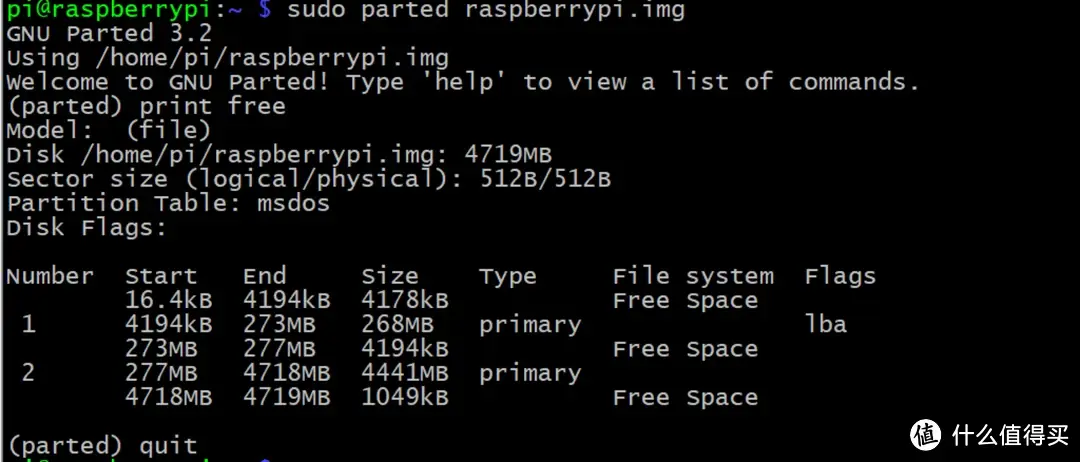 pi@raspberrypi:~ $ sudo parted raspberrypi.img
GNU Parted 3.2
Using /home/pi/raspberrypi.img
Welcome to GNU Parted! Type 'help' to view a list of commands.
(parted) print free
Model:  (file)
Disk /home/pi/raspberrypi.img: 4719MB
Sector size (logical/physical): 512B/512B
Partition Table: msdos
Disk Flags:
Number  Start   End     Size    Type     File system  Flags
        16.4kB  4194kB  4178kB           Free Space
 1      4194kB  273MB   268MB   primary               lba
        273MB   277MB   4194kB           Free Space
 2      277MB   4718MB  4441MB  primary
        4718MB  4719MB  1049kB           Free Space
(parted) quit
值 什么值得买